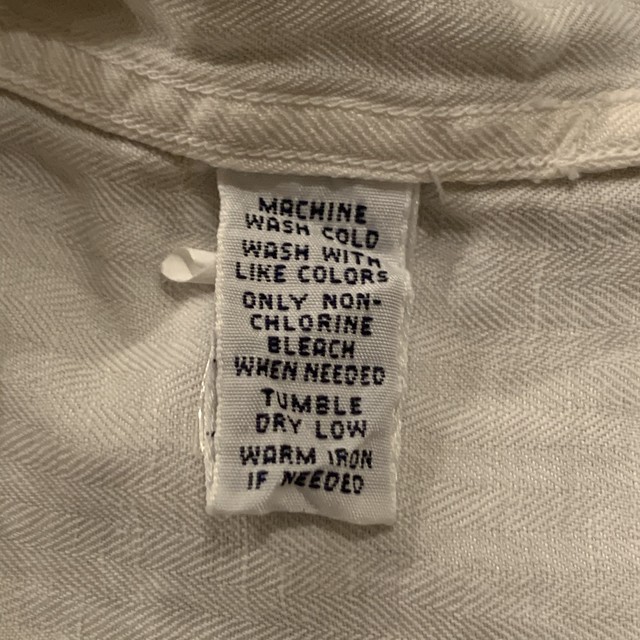 MACHINE
WASH COLD
WASH WITH
LIKE COLORS
ONLY NON-
CHLORINE
BLEACH
WHEN NEEDED
TUMBLE
DRY LOW
WARM IRON
IF NEEDED